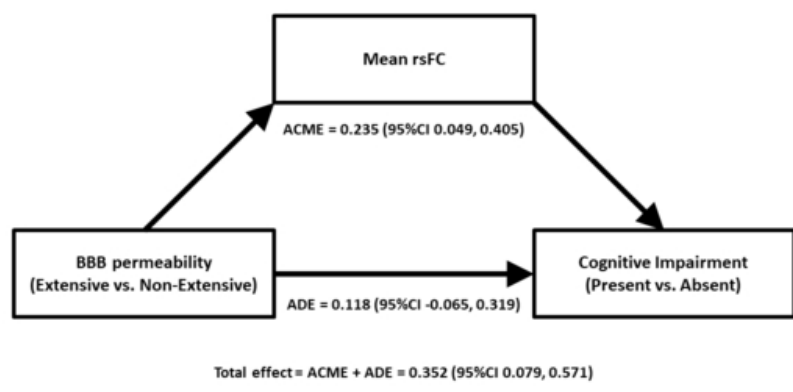 Mean rsFC
ACME = 0.235 (95%CI 0.049, 0.405)
BBB permeability
(Extensive vs. Non-Extensive)
Cognitive Impairment
(Present vs. Absent)
ADE = 0.118 (95%CI -0.065, 0.319)
Total effect = ACME + ADE = 0.352 (95%CI 0.079, 0.571)